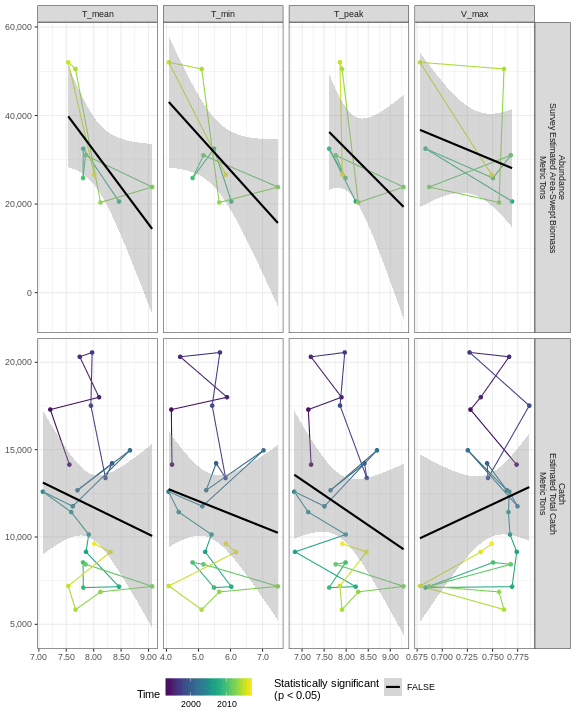 T_mean T_min T_peak V_max
60,000
40,000
20,000
0
Abundance
Survey Estimated Area-Swept Biomass
Metric Tons
20,000
15,000
10,000
5,000
Catch
Estimated Total Catch
Metric Tons
7.00 7.50 8.00 8.50 9.00 4.0 5.0 6.0 7.0 7.00 7.50 8.00 8.50 9.00 0.675 0.700 0.725 0.750 0.775
Time
2000 2010
Statistically significant
(p < 0.05)
FALSE